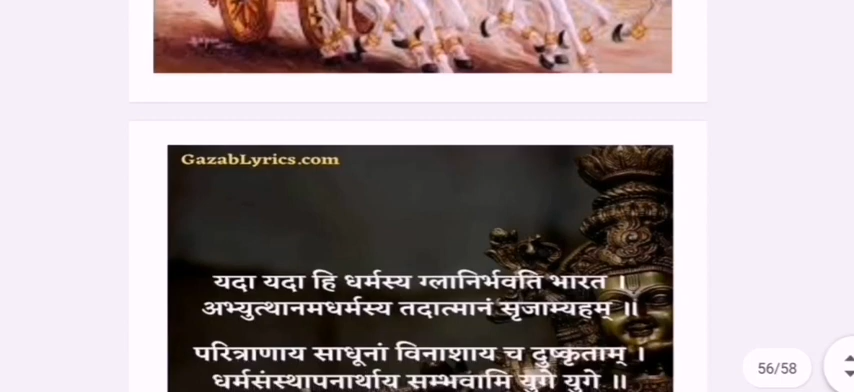 GazabLyrics.com
यदा यदा हि धर्मस्य ग्लानिर्भवति भारत ।
अभ्युत्थानमधर्मस्य तदात्मानं सृजाम्यहम् ॥
परित्राणाय साधूनां विनाशाय च दुष्कृताम् ।
धर्मसंस्थापनार्थाय सम्भवामि युगे युगे ॥
56/58